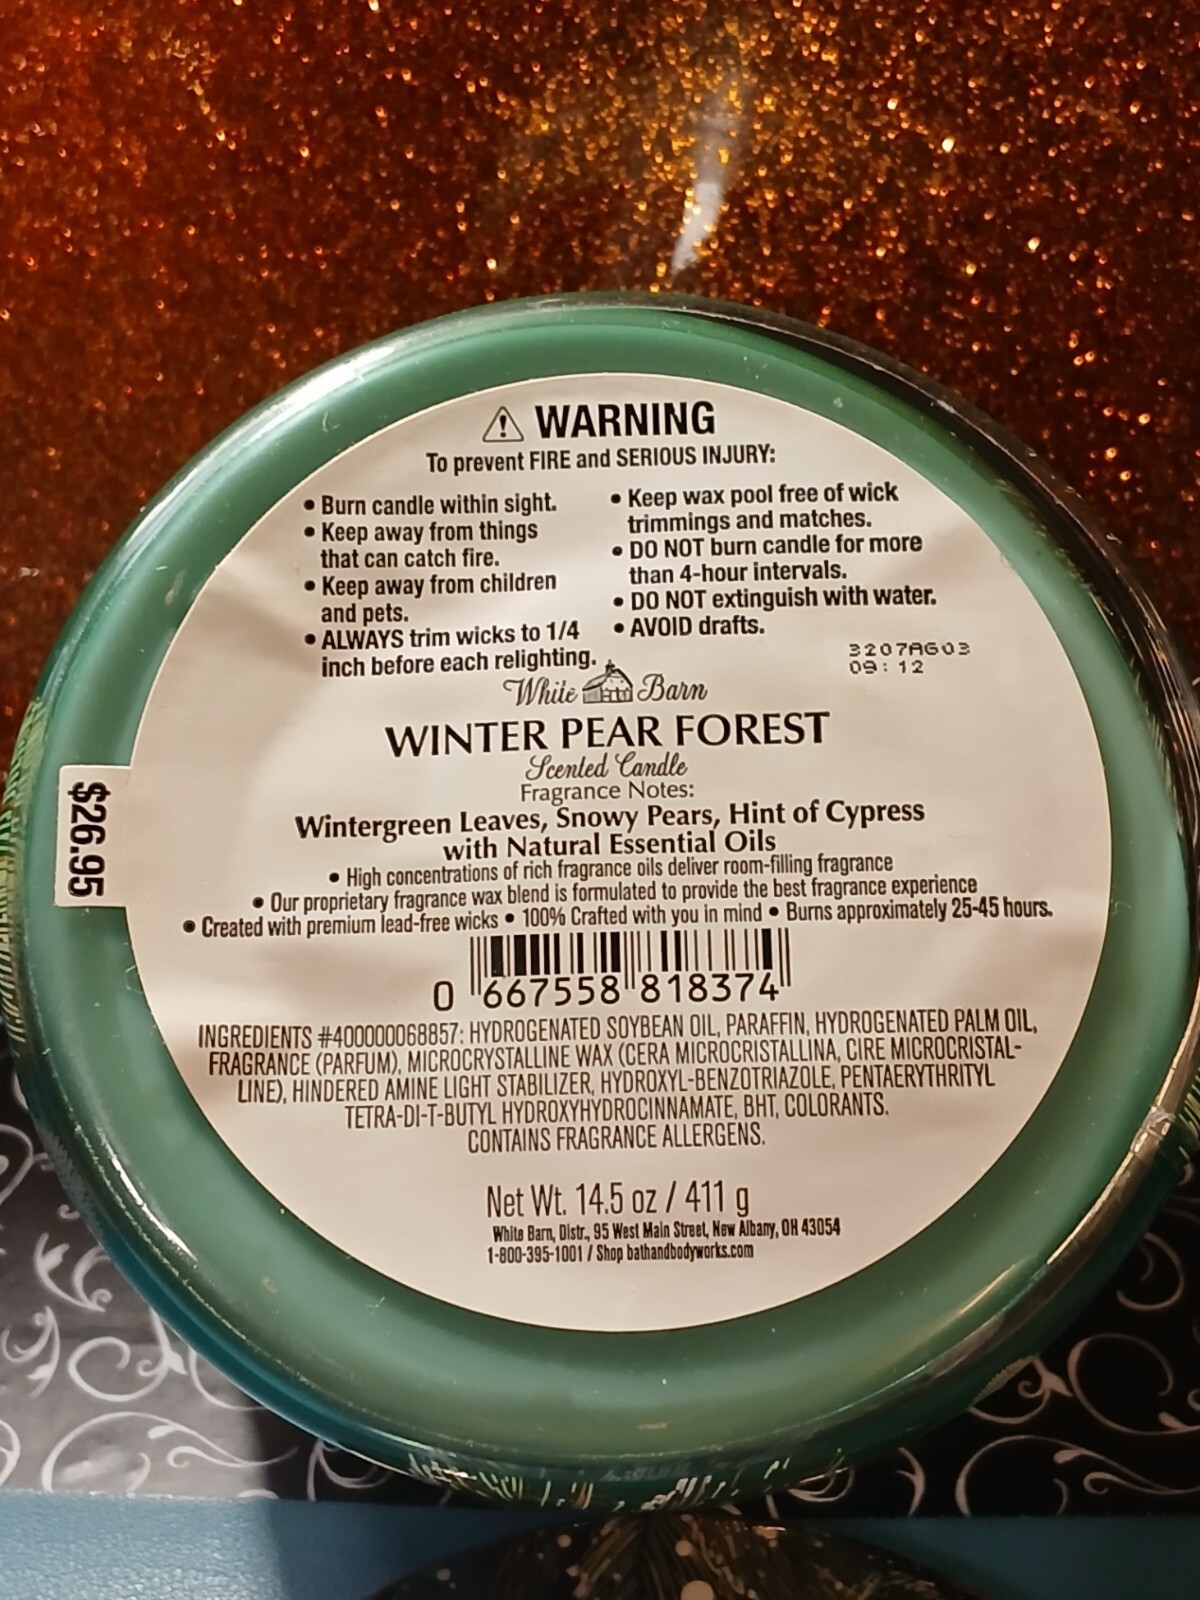 WARNING
To prevent FIRE and SERIOUS INJURY:
• Burn candle within sight.
• Keep away from things
that can catch fire.
• Keep away from children
and pets.
• ALWAYS trim wicks to 1/4
inch before each relighting.
• Keep wax pool free of wick
trimmings and matches.
• DO NOT burn candle for more
than 4-hour intervals.
• DO NOT extinguish with water.
• AVOID drafts.
3207AG03
09:12
White Barn
WINTER PEAR FOREST
Scented Candle
Fragrance Notes:
Wintergreen Leaves, Snowy Pears, Hint of Cypress
with Natural Essential Oils
• High concentrations of rich fragrance oils deliver room-filling fragrance
• Our proprietary fragrance wax blend is formulated to provide the best fragrance experience
• Created with premium lead-free wicks • 100% Crafted with you in mind • Burns approximately 25-45 hours.
$26.95
0 667558 818374
INGREDIENTS #400000068857: HYDROGENATED SOYBEAN OIL, PARAFFIN, HYDROGENATED PALM OIL,
FRAGRANCE (PARFUM), MICROCRYSTALLINE WAX (CERA MICROCRISTALLINA, CIRE MICROCRISTAL-
LINE), HINDERED AMINE LIGHT STABILIZER, HYDROXYL-BENZOTRIAZOLE, PENTAERYTHRITYL
TETRA-DI-T-BUTYL HYDROXYHYDROCINNAMATE, BHT, COLORANTS.
CONTAINS FRAGRANCE ALLERGENS.
Net Wt. 14.5 oz / 411 g
White Barn, Distr., 95 West Main Street, New Albany, OH 43054
1-800-395-1001 / Shop bathandbodyworks.com